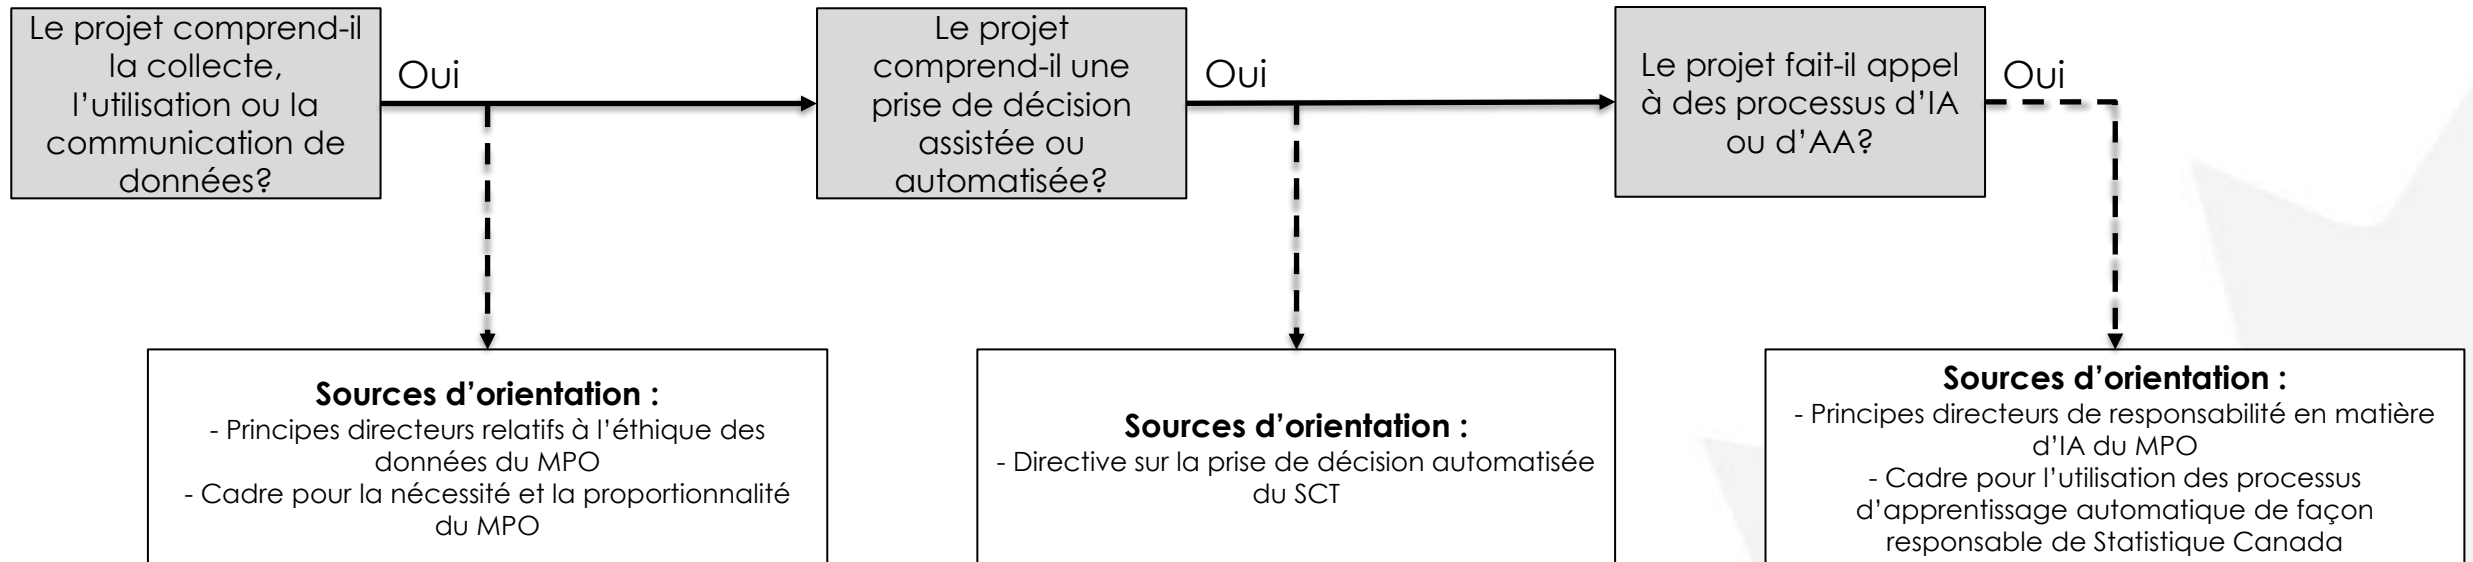 Le projet comprend-il
la collecte,
l'utilisation ou la
communication de
données?
Oui
Le projet
comprend-il une
prise de décision
assistée ou
automatisée?
Oui
Le projet fait-il appel
à des processus d'IA
ou d'AA?
Oui
Sources d'orientation :
- Principes directeurs relatifs à l'éthique des
données du MPO
- Cadre pour la nécessité et la proportionnalité
du MPO
Sources d'orientation :
- Directive sur la prise de décision automatisée
du SCT
Sources d'orientation :
- Principes directeurs de responsabilité en matière
d'IA du MPO
- Cadre pour l'utilisation des processus
d'apprentissage automatique de façon
responsable de Statistique Canada